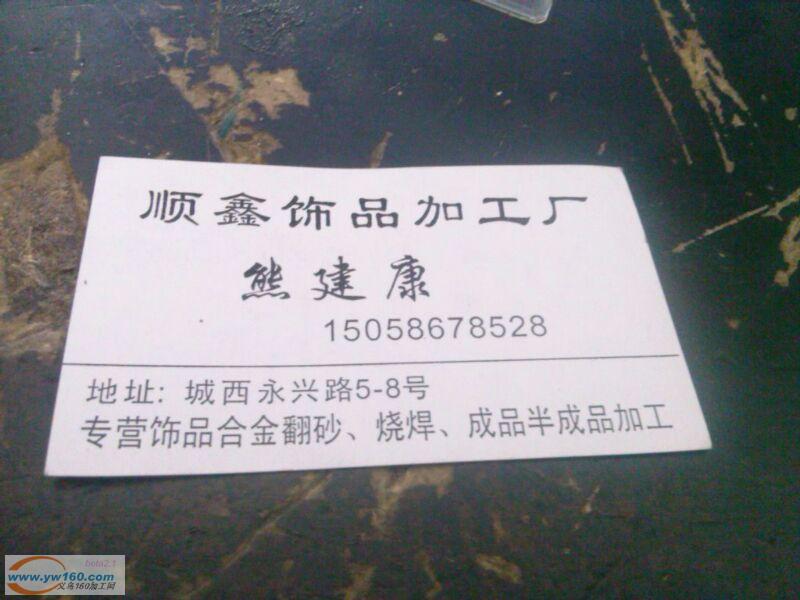 顺鑫饰品加工厂
熊建康
15058678528
地址: 城西永兴路5-8号
专营饰品合金翻砂、烧焊、成品半成品加工
beta2.1
www.yw160.com
义乌160加工网